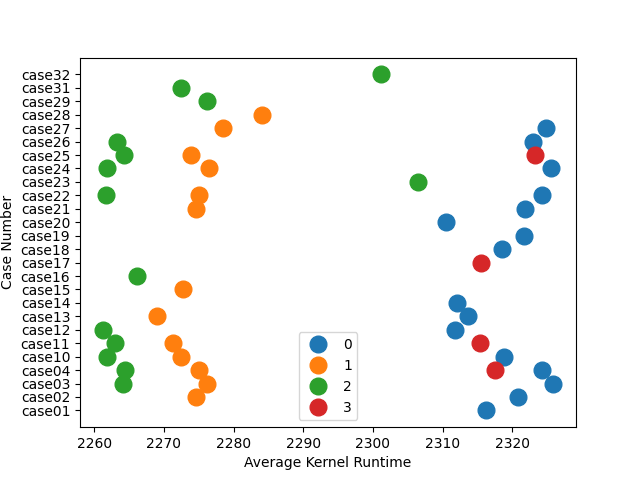 case32
case31
case29
case28
case27
case26
case25
case24
case23
case22
case21
case20
case19
case18
case17
case16
case15
case14
case13
case12
case11
case10
case04
case03
case02
case01
Case Number
0
1
2
3
2260 2270 2280 2290 2300 2310 2320
Average Kernel Runtime